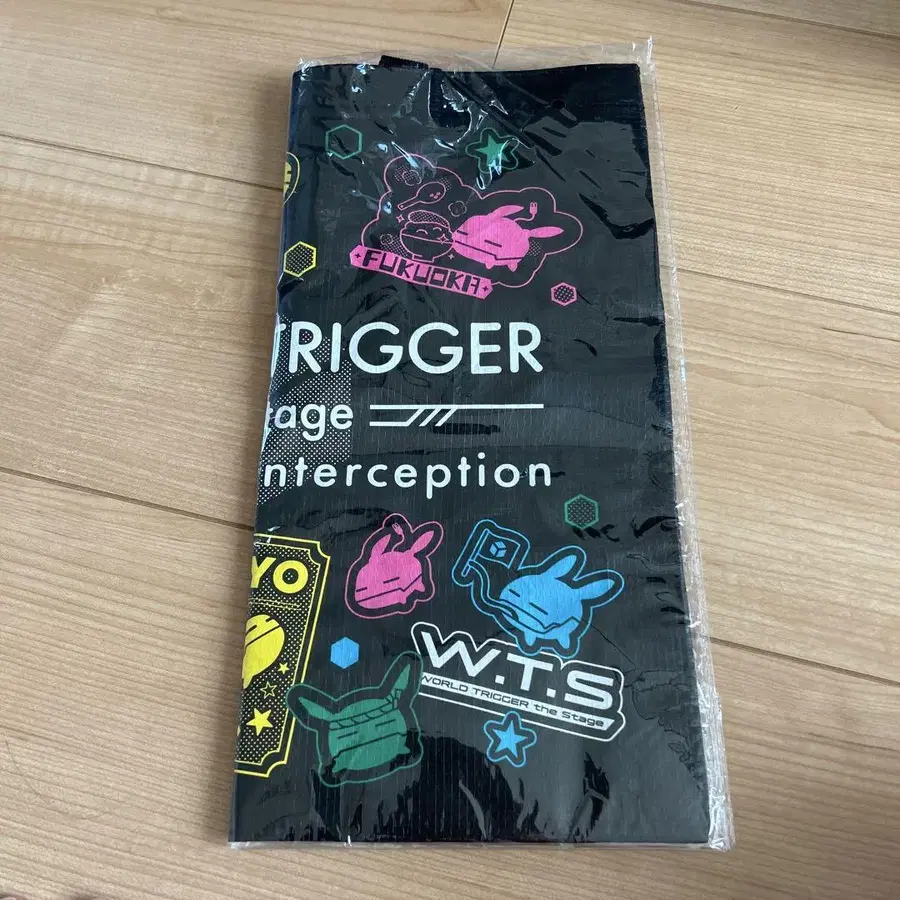 FUKUOKA
TRIGGER
tage
nterception
YO
W.T.S
WORLD TRIGGER the Stage